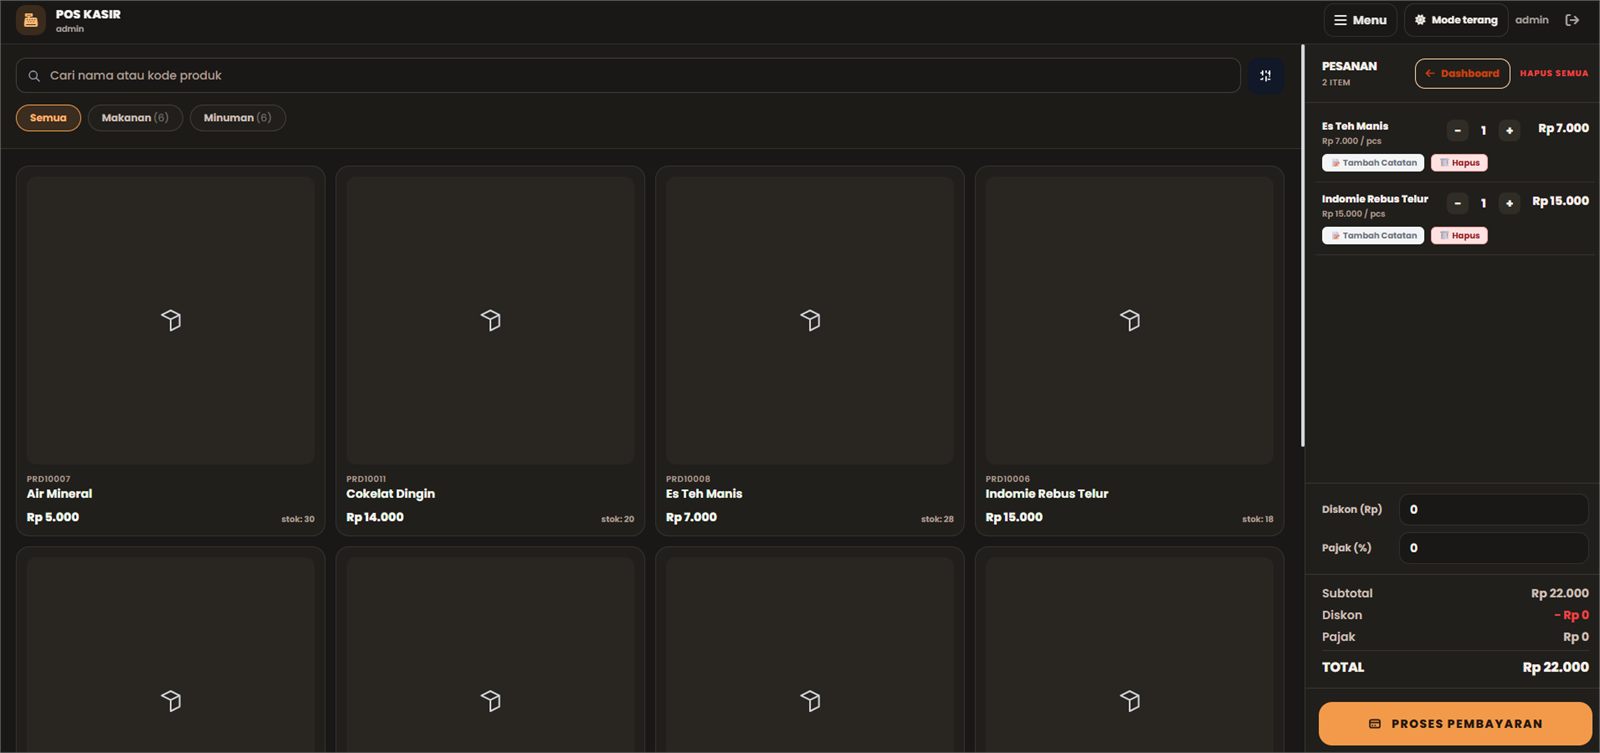 POS KASIR
admin
Menu
Mode terang
admin
Cari nama atau kode produk
Semua
Makanan (6)
Minuman (6)
PRD10007
Air Mineral
Rp 5.000
stok: 30
PRD10011
Cokelat Dingin
Rp 14.000
stok: 20
PRD10008
Es Teh Manis
Rp 7.000
stok: 28
PRD10006
Indomie Rebus Telur
Rp 15.000
stok: 18
PESANAN
2 ITEM
← Dashboard
HAPUS SEMUA
Es Teh Manis
Rp 7.000 / pcs
- 1 +
Rp 7.000
Tambah Catatan
Hapus
Indomie Rebus Telur
Rp 15.000 / pcs
- 1 +
Rp 15.000
Tambah Catatan
Hapus
Diskon (Rp)
0
Pajak (%)
0
Subtotal Rp 22.000
Diskon - Rp 0
Pajak Rp 0
TOTAL Rp 22.000
PROSES PEMBAYARAN